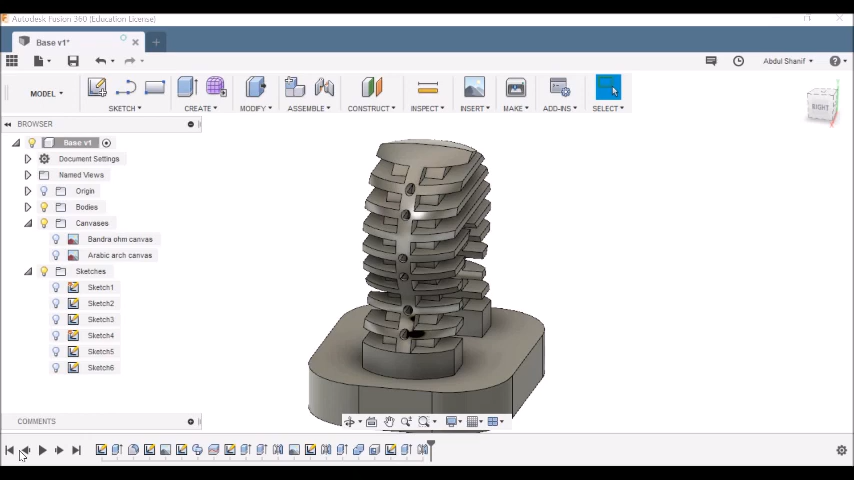 Autodesk Fusion 360 (Education License)
Base v1*
Abdul Shanif
MODEL
SKETCH
CREATE
MODIFY
ASSEMBLE
CONSTRUCT
INSPECT
INSERT
MAKE
ADD-INS
SELECT
RIGHT
BROWSER
Base v1
Document Settings
Named Views
Origin
Bodies
Canvases
Bandra ohm canvas
Arabic arch canvas
Sketches
Sketch1
Sketch2
Sketch3
Sketch4
Sketch5
Sketch6
COMMENTS